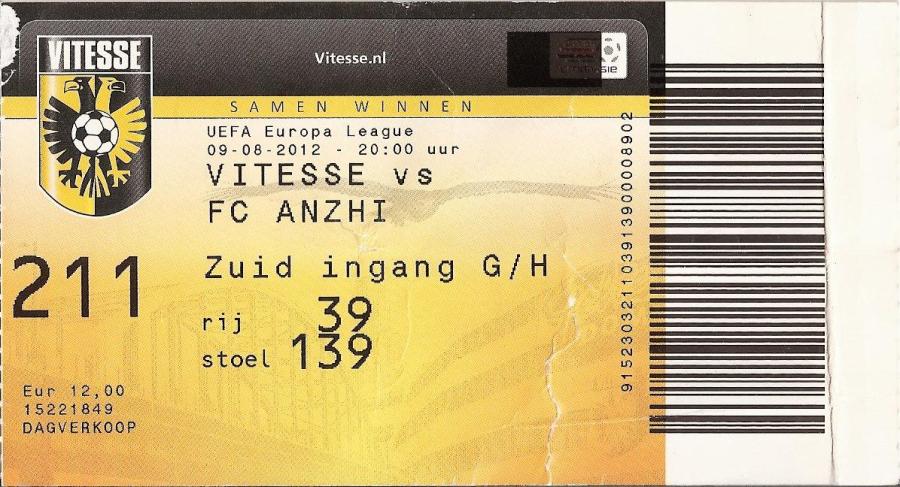 VITESSE
Vitesse.nl
SAMEN WINNEN
UEFA Europa League
09-08-2012 - 20:00 uur
VITESSE vs
FC ANZHI
211
Zuid ingang G/H
rij 39
stoel 139
Eur 12,00
15221849
DAGVERKOOP
915230321103913900008902